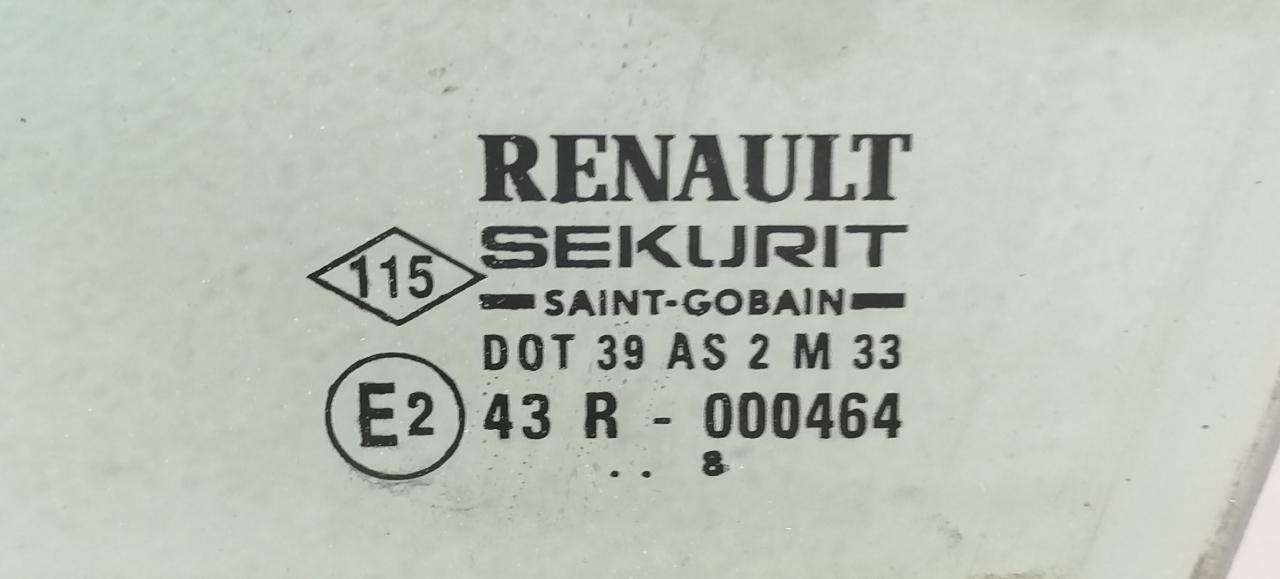 RENAULT
SEKURIT
115
SAINT-GOBAIN
DOT 39 AS 2 M 33
E2 43 R - 000464
. . 8